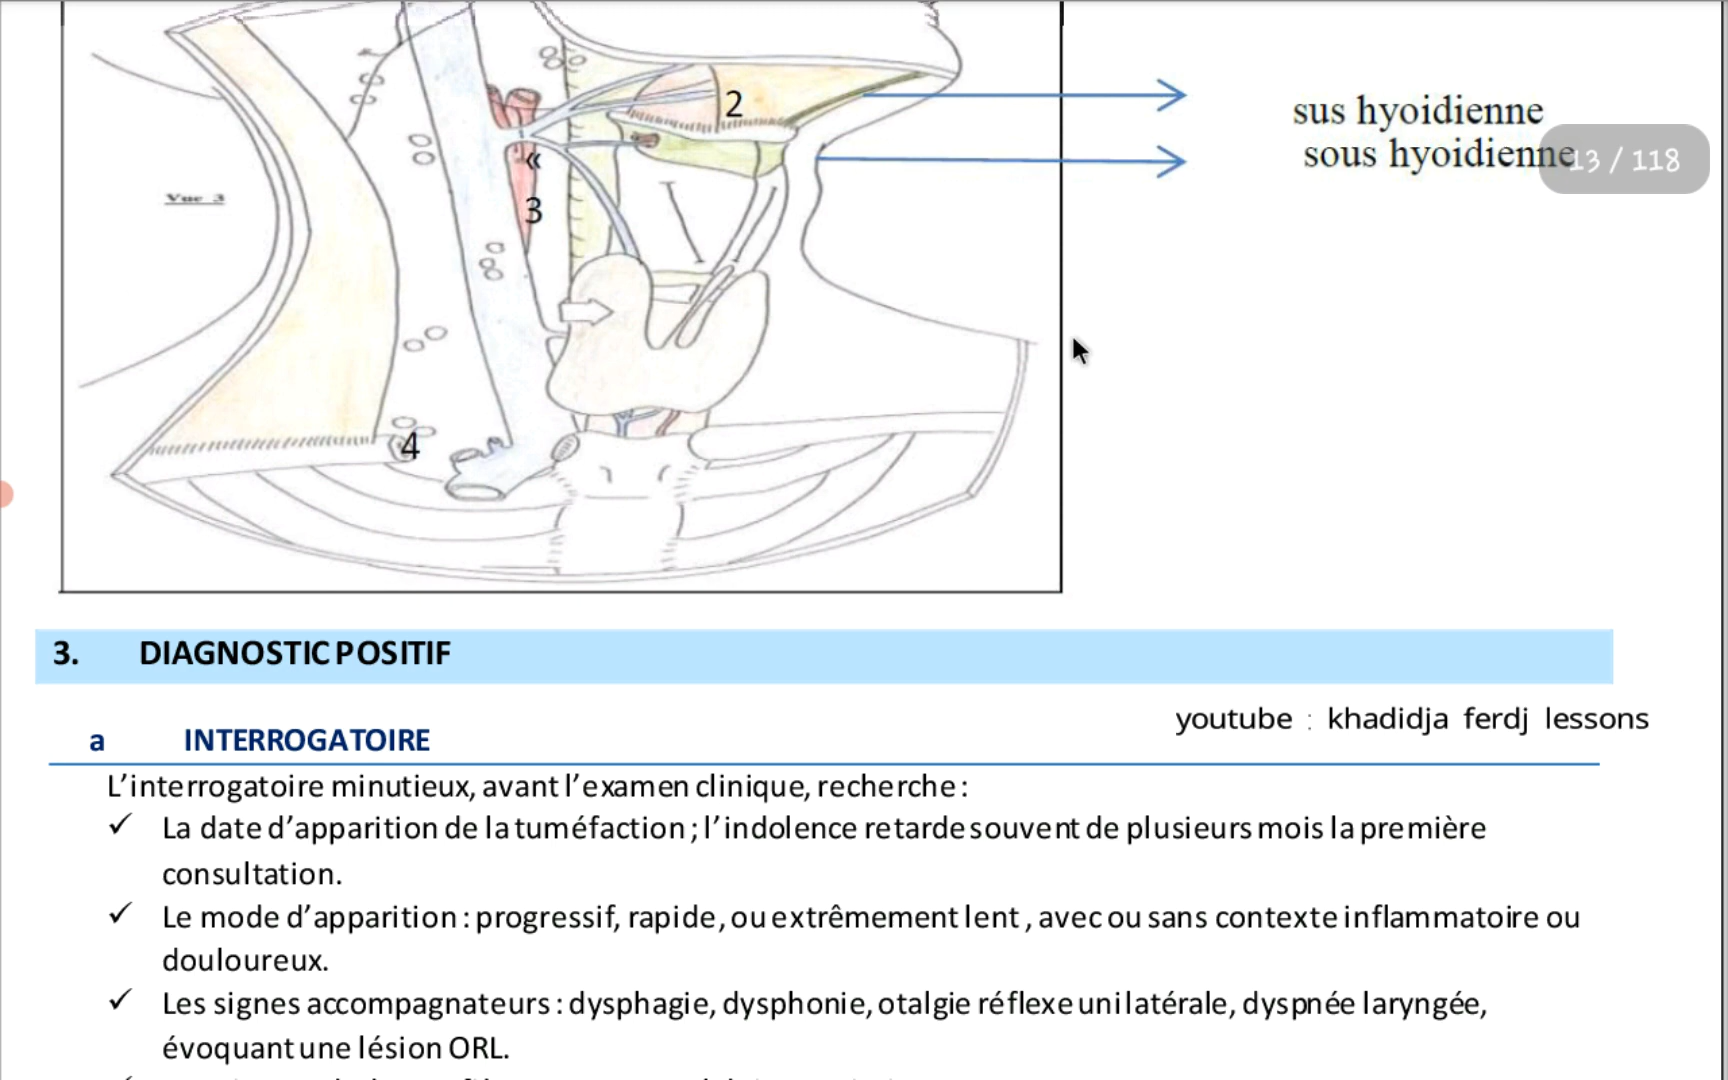 2
sus hyoidienne
sous hyoidienne
13 / 118
«
3
Vue 3
4
3. DIAGNOSTIC POSITIF
youtube : khadidja ferdj lessons
a INTERROGATOIRE
L’interrogatoire minutieux, avant l’examen clinique, recherche :
✓ La date d’apparition de la tuméfaction ; l’indolence retarde souvent de plusieurs mois la première
consultation.
✓ Le mode d’apparition : progressif, rapide, ou extrêmement lent , avec ou sans contexte inflammatoire ou
douloureux.
✓ Les signes accompagnateurs : dysphagie, dysphonie, otalgie réflexe unilatérale, dyspnée laryngée,
évoquant une lésion ORL.